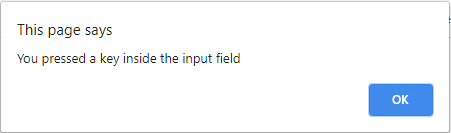 This page says
You pressed a key inside the input field
OK